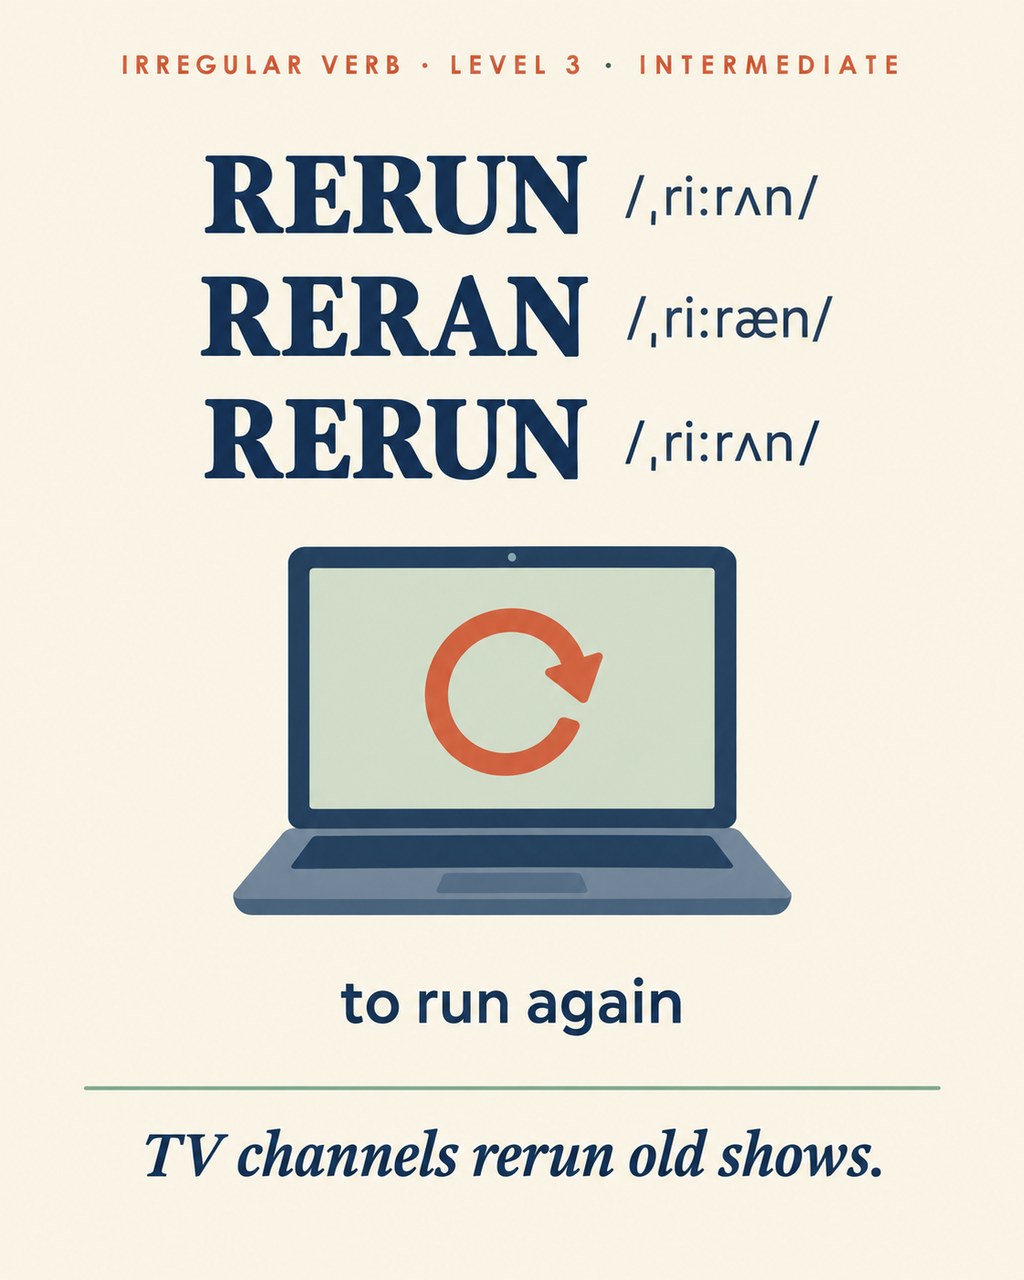 IRREGULAR VERB · LEVEL 3 · INTERMEDIATE
RERUN /ˌriːrʌn/
RERAN /ˌriːræn/
RERUN /ˌriːrʌn/
to run again
TV channels rerun old shows.